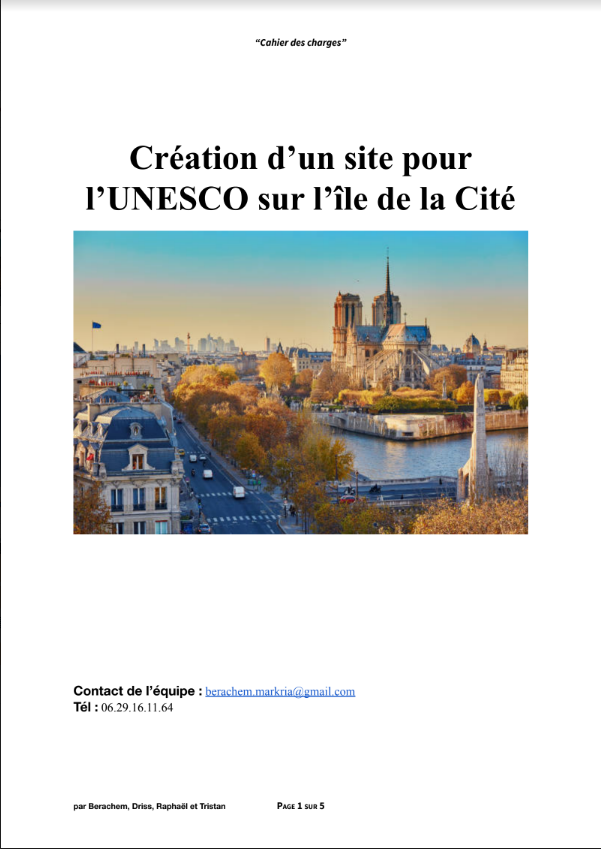 “Cahier des charges”
Création d’un site pour
l’UNESCO sur l’île de la Cité
Contact de l’équipe : berachem.markria@gmail.com
Tél : 06.29.16.11.64
par Berachem, Driss, Raphaël et Tristan PAGE 1 SUR 5